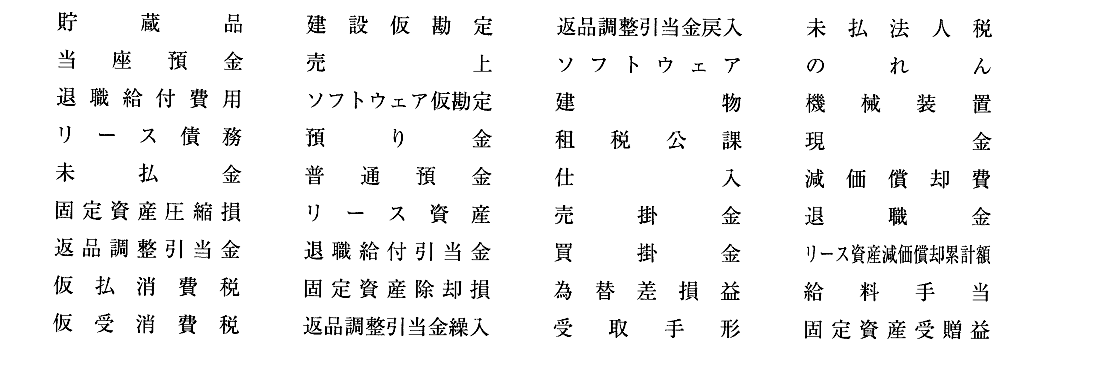 貯蔵品 建設仮勘定 返品調整引当金戻入 未払法人税
当座預金 売上 ソフトウェア のれん
退職給付費用 ソフトウェア仮勘定 建物 機械装置
リース債務 預り金 租税公課 現金
未払金 普通預金 仕入 減価償却費
固定資産圧縮損 リース資産 売掛金 退職金
返品調整引当金 退職給付引当金 買掛金 リース資産減価償却累計額
仮払消費税 固定資産除却損 為替差損益 給料手当
仮受消費税 返品調整引当金繰入 受取手形 固定資産受贈益